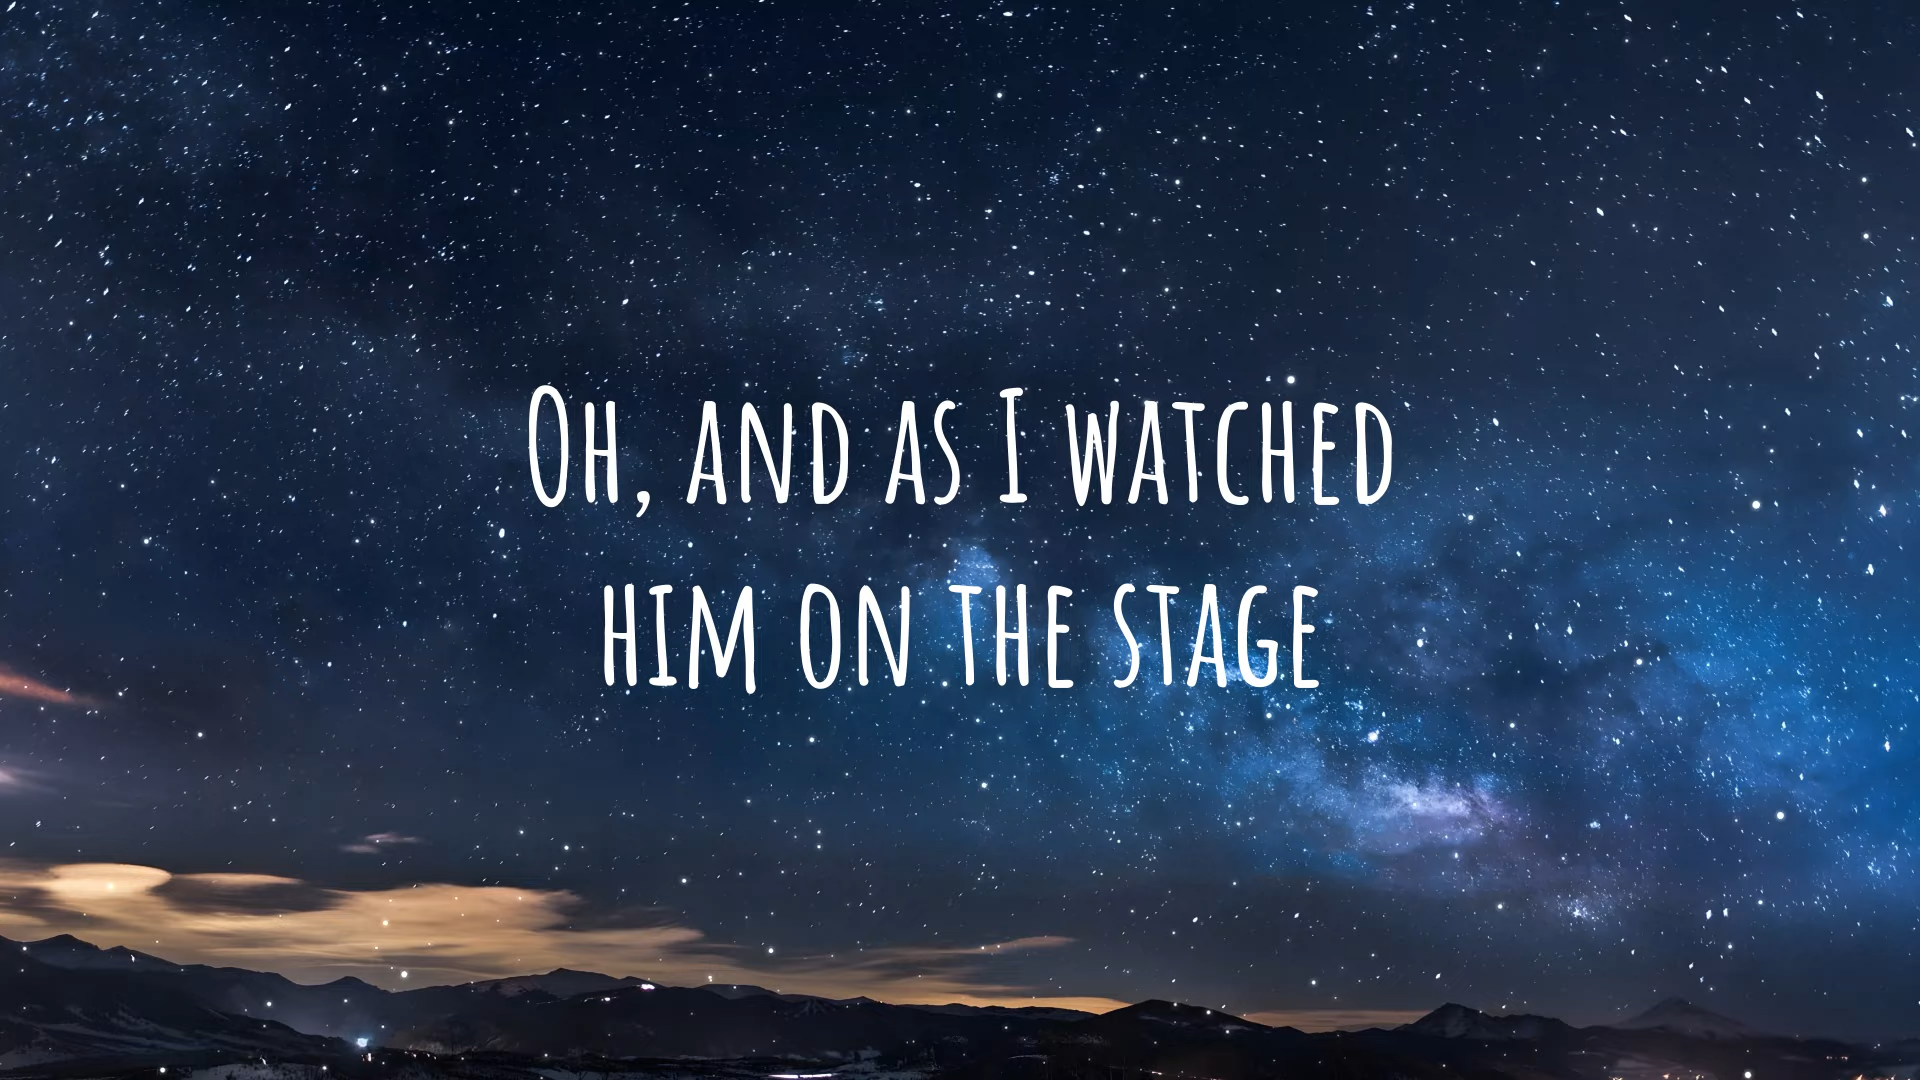 Oh, and as I watched
him on the stage